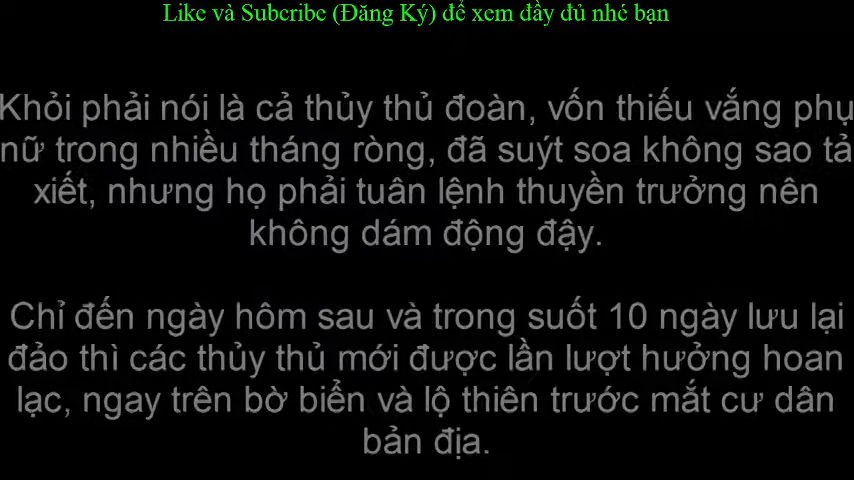 Like và Subcribe (Đăng Ký) để xem đầy đủ nhé bạn
Khỏi phải nói là cả thủy thủ đoàn, vốn thiếu vắng phụ
nữ trong nhiều tháng ròng, đã suýt soa không sao tả
xiết, nhưng họ phải tuân lệnh thuyền trưởng nên
không dám động đậy.
Chỉ đến ngày hôm sau và trong suốt 10 ngày lưu lại
đảo thì các thủy thủ mới được lần lượt hưởng hoan
lạc, ngay trên bờ biển và lộ thiên trước mắt cư dân
bản địa.